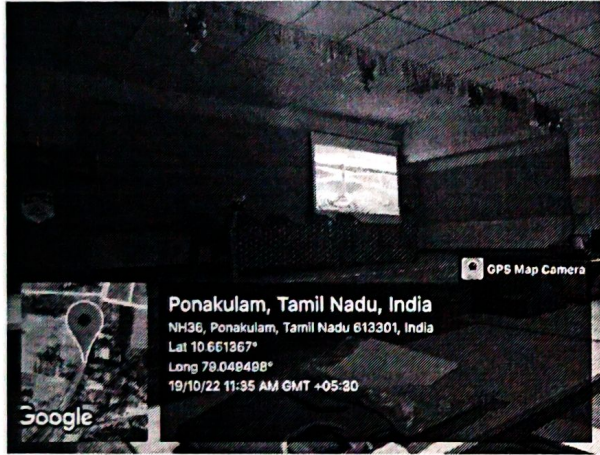 GPS Map Camera
Ponakulam, Tamil Nadu, India
NH36, Ponakulam, Tamil Nadu 613301, India
Lat 10.661367°
Long 79.049498°
19/10/22 11:35 AM GMT +05:30
Google